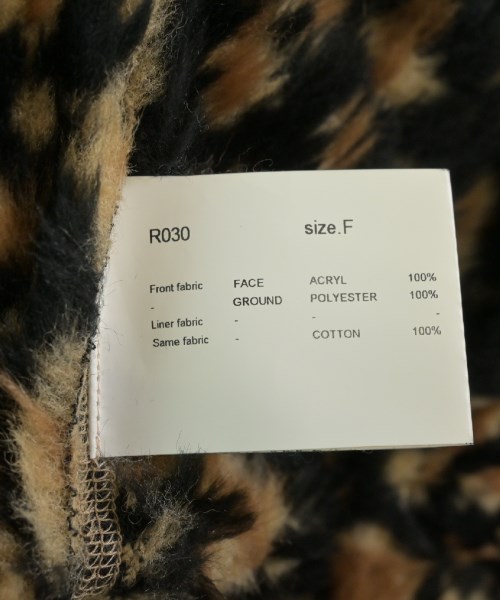 R030 size.F
Front fabric FACE ACRYL 100%
- GROUND POLYESTER 100%
Liner fabric - - -
Same fabric - COTTON 100%